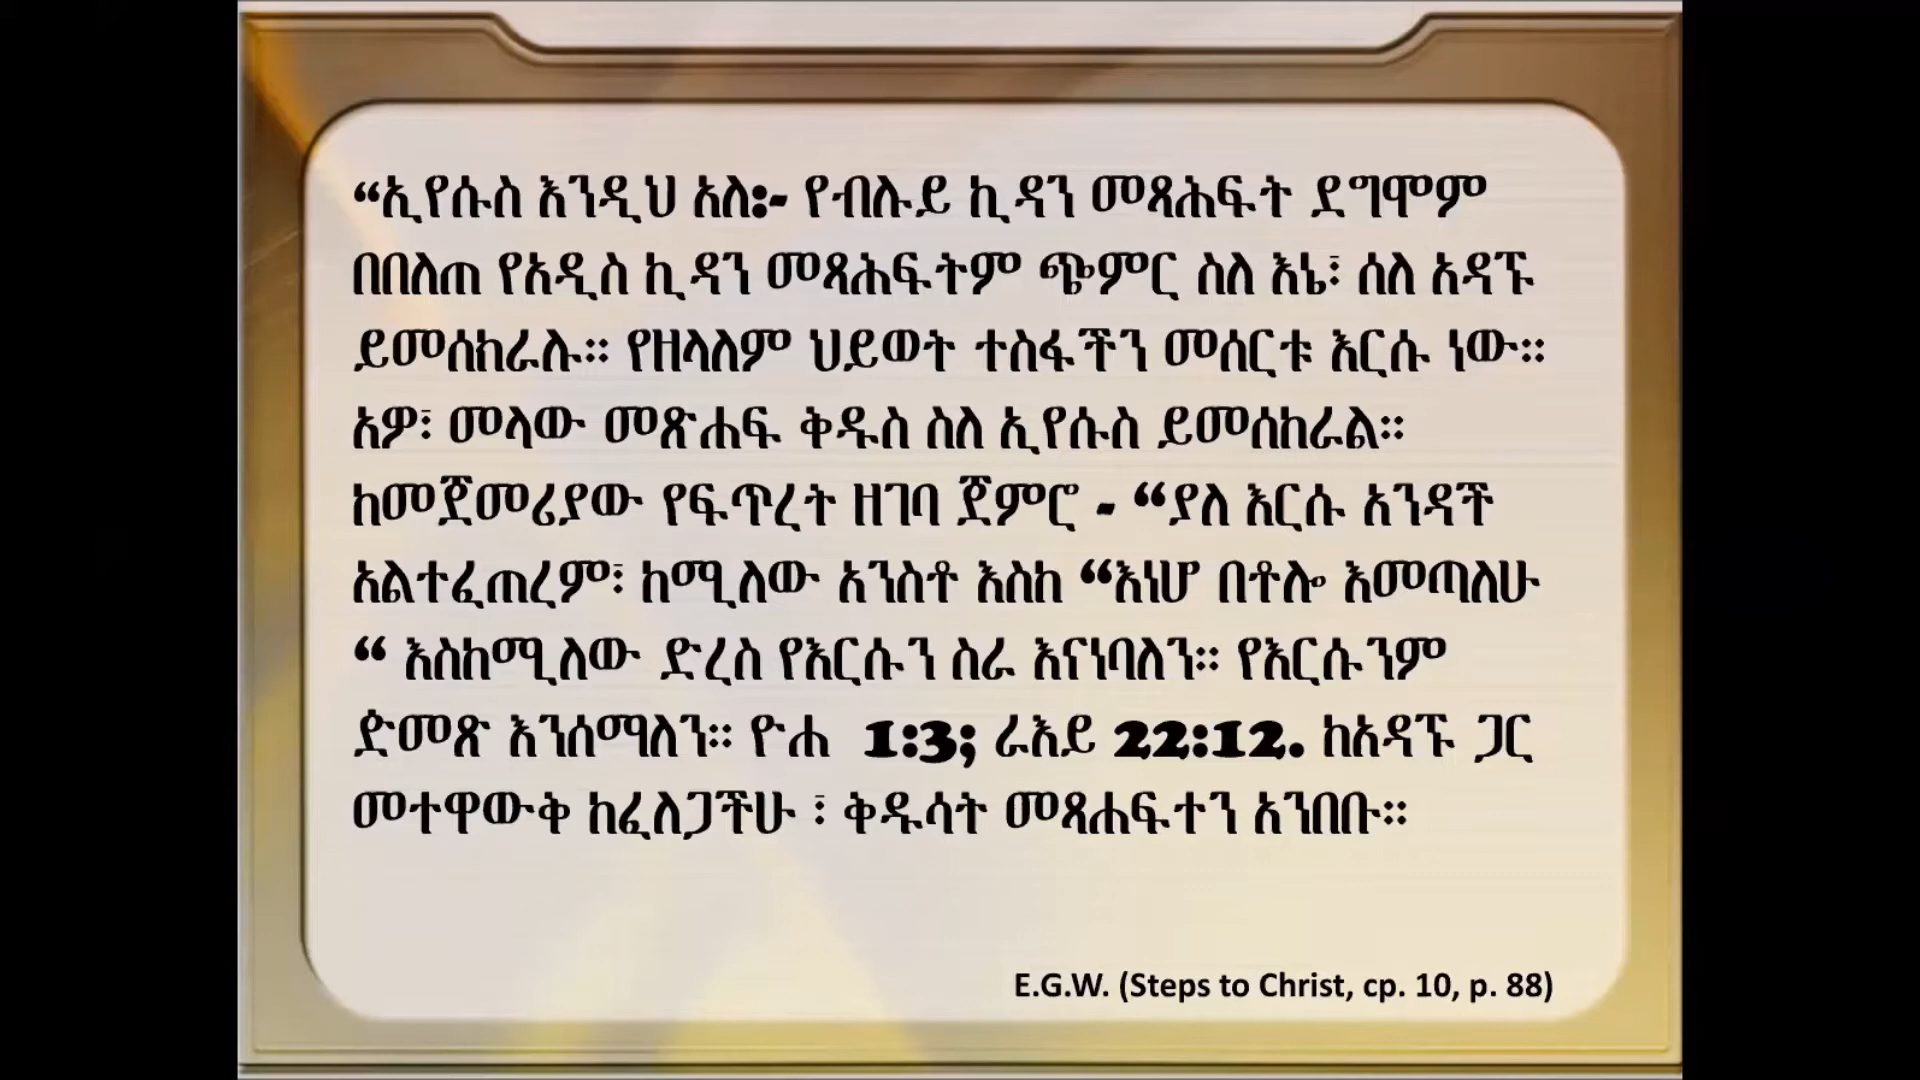 “ኢየሱስ እንዲህ አለ፡- የብሉይ ኪዳን መጻሕፍት ደግሞም
በበለጠ የአዲስ ኪዳን መጻሕፍትም ጭምር ስለ እኔ፣ ሰለ አዳኙ
ይመሰክራሉ። የዘላለም ህይወት ተስፋችን መሰርቱ እርሱ ነው።
አዎ፣ መላው መጽሐፍ ቅዱስ ስለ ኢየሱስ ይመሰከራል።
ከመጀመሪያው የፍጥረት ዘገባ ጀምሮ - “ያለ እርሱ አንዳች
አልተፈጠረም፣ ከሚለው አንስቶ እስከ “እነሆ በቶሎ እመጣለሁ
“ እስከሚለው ድረስ የእርሱን ስራ እናነባለን። የእርሱንም
ድመጽ እንሰማለን። ዮሐ 1:3; ራእይ 22:12. ከአዳኙ ጋር
መተዋወቅ ከፈለጋችሁ ፣ ቅዱሳት መጻሐፍተን አንበቡ።
E.G.W. (Steps to Christ, cp. 10, p. 88)